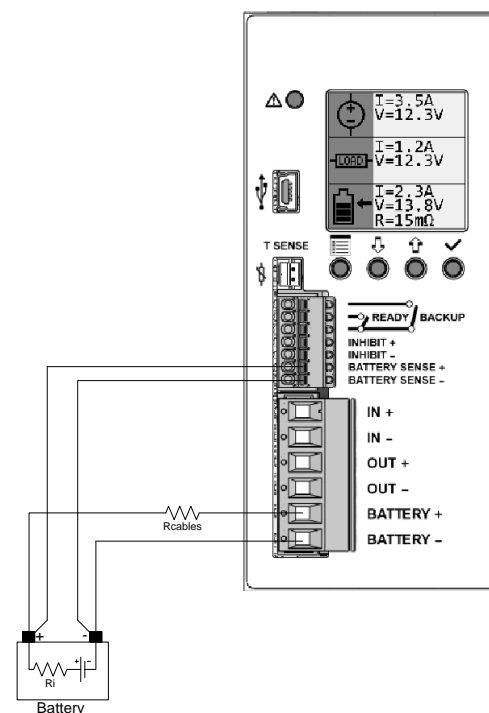 I=3.5A
V=12.3V
LOAD
I=1.2A
V=12.3V
I=2.3A
V=13.8V
R=15mΩ
T SENSE
READY
BACKUP
INHIBIT +
INHIBIT -
BATTERY SENSE +
BATTERY SENSE -
IN +
IN -
OUT +
OUT -
BATTERY +
BATTERY -
Rcables
+ -
+ -
Ri
Battery